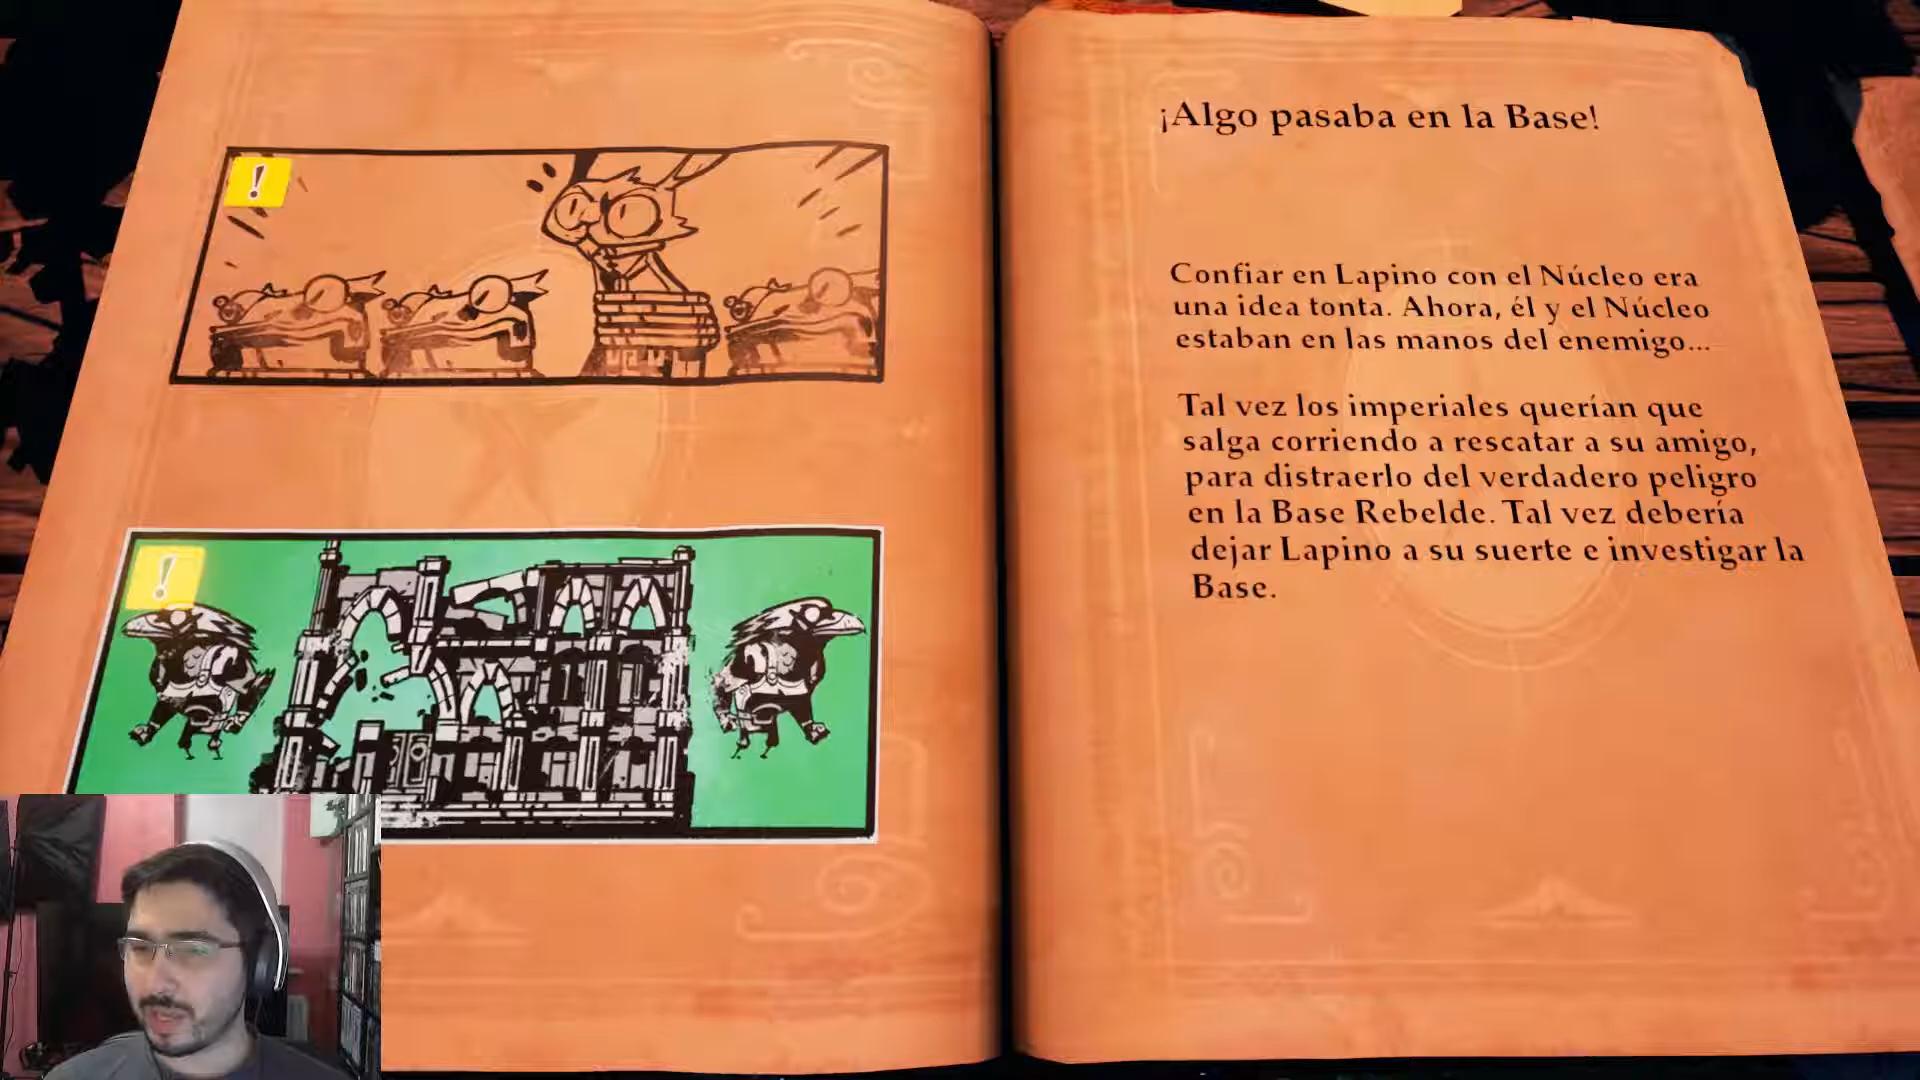 !
!
¡Algo pasaba en la Base!
Confiar en Lapino con el Núcleo era
una idea tonta. Ahora, él y el Núcleo
estaban en las manos del enemigo...
Tal vez los imperiales querían que
salga corriendo a rescatar a su amigo,
para distraerlo del verdadero peligro
en la Base Rebelde. Tal vez debería
dejar Lapino a su suerte e investigar la
Base.